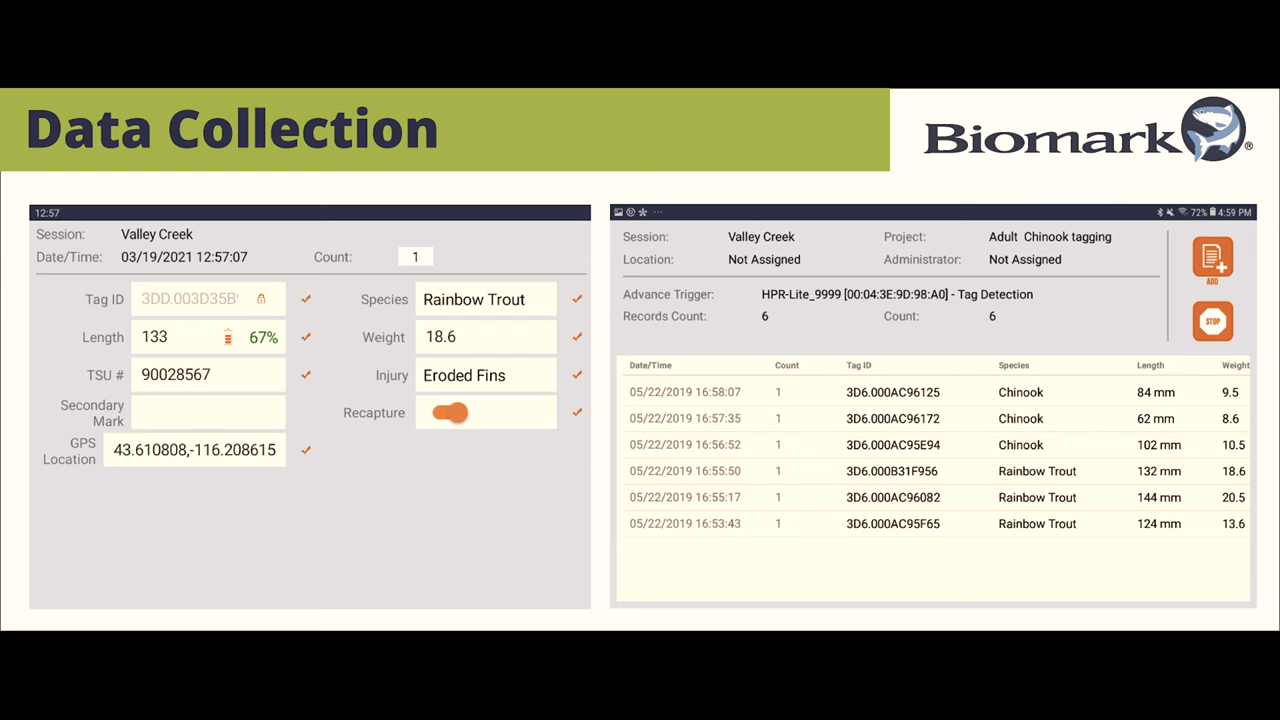 Data Collection
Biomark®
12:57
Session: Valley Creek
Date/Time: 03/19/2021 12:57:07 Count: 1
Tag ID 3DD.003D35B Species Rainbow Trout
Length 133 67% Weight 18.6
TSU # 90028567 Injury Eroded Fins
Secondary Mark Recapture
GPS Location 43.610808,-116.208615
72% 4:59 PM
Session: Valley Creek Project: Adult Chinook tagging
Location: Not Assigned Administrator: Not Assigned
ADD
Advance Trigger: HPR-Lite_9999 [00:04:3E:9D:98:A0] - Tag Detection
Records Count: 6 Count: 6
STOP
Date/Time Count Tag ID Species Length Weight
05/22/2019 16:58:07 1 3D6.000AC96125 Chinook 84 mm 9.5
05/22/2019 16:57:35 1 3D6.000AC96172 Chinook 62 mm 8.6
05/22/2019 16:56:52 1 3D6.000AC95E94 Chinook 102 mm 10.5
05/22/2019 16:55:50 1 3D6.000B31F956 Rainbow Trout 132 mm 18.6
05/22/2019 16:55:17 1 3D6.000AC96082 Rainbow Trout 144 mm 20.5
05/22/2019 16:53:43 1 3D6.000AC95F65 Rainbow Trout 124 mm 13.6